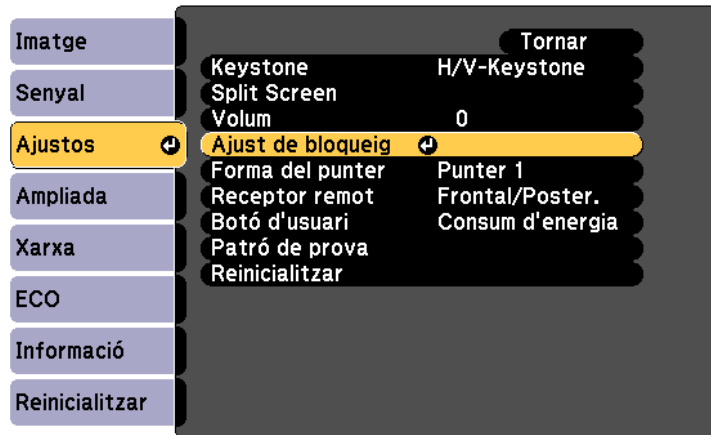 Imatge
Senyal
Ajustos
Ampliada
Xarxa
ECO
Informació
Reinicialitzar
Tornar
Keystone H/V-Keystone
Split Screen
Volum 0
Ajust de bloqueig
Forma del punter Punter 1
Receptor remot Frontal/Poster.
Botó d'usuari Consum d'energia
Patró de prova
Reinicialitzar